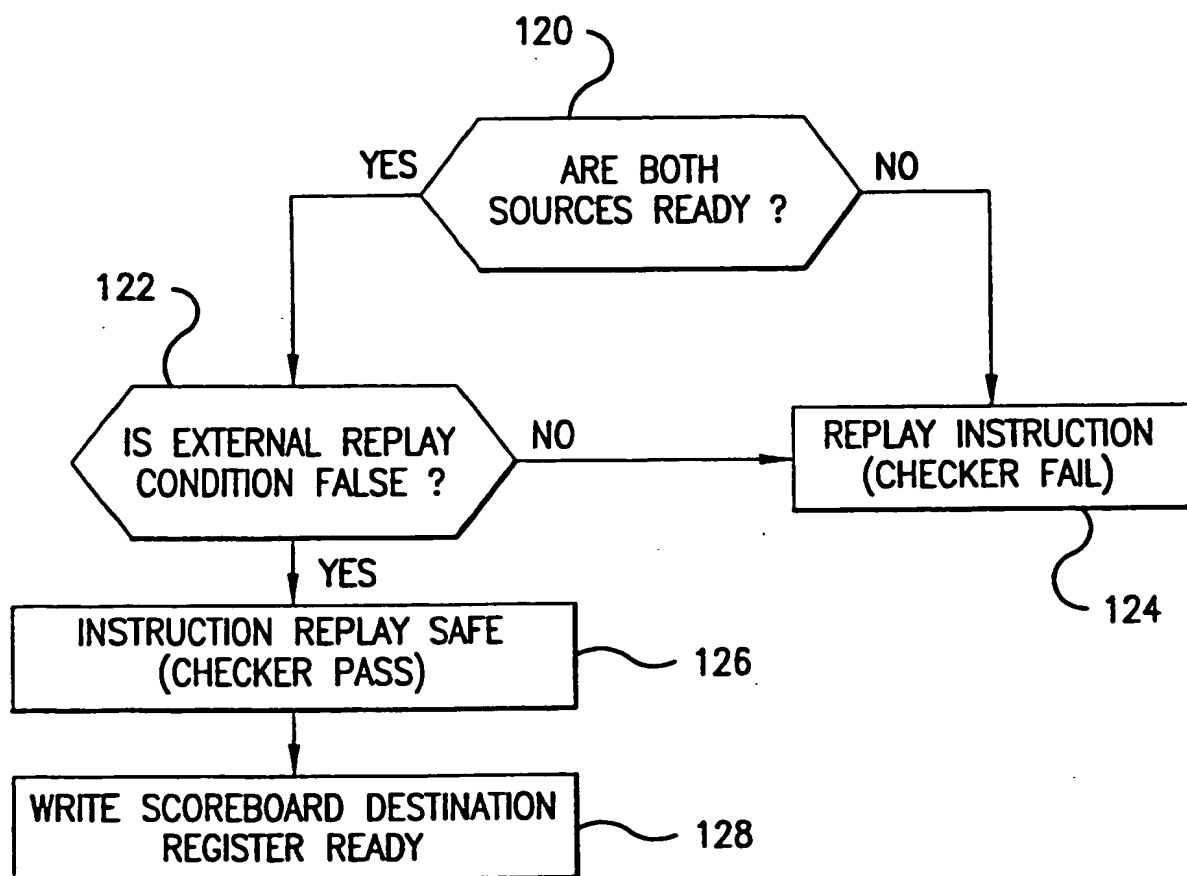 120
YES
ARE BOTH
SOURCES READY ?
NO
122
IS EXTERNAL REPLAY
CONDITION FALSE ?
NO
REPLAY INSTRUCTION
(CHECKER FAIL)
124
YES
INSTRUCTION REPLAY SAFE
(CHECKER PASS)
126
WRITE SCOREBOARD DESTINATION
REGISTER READY
128